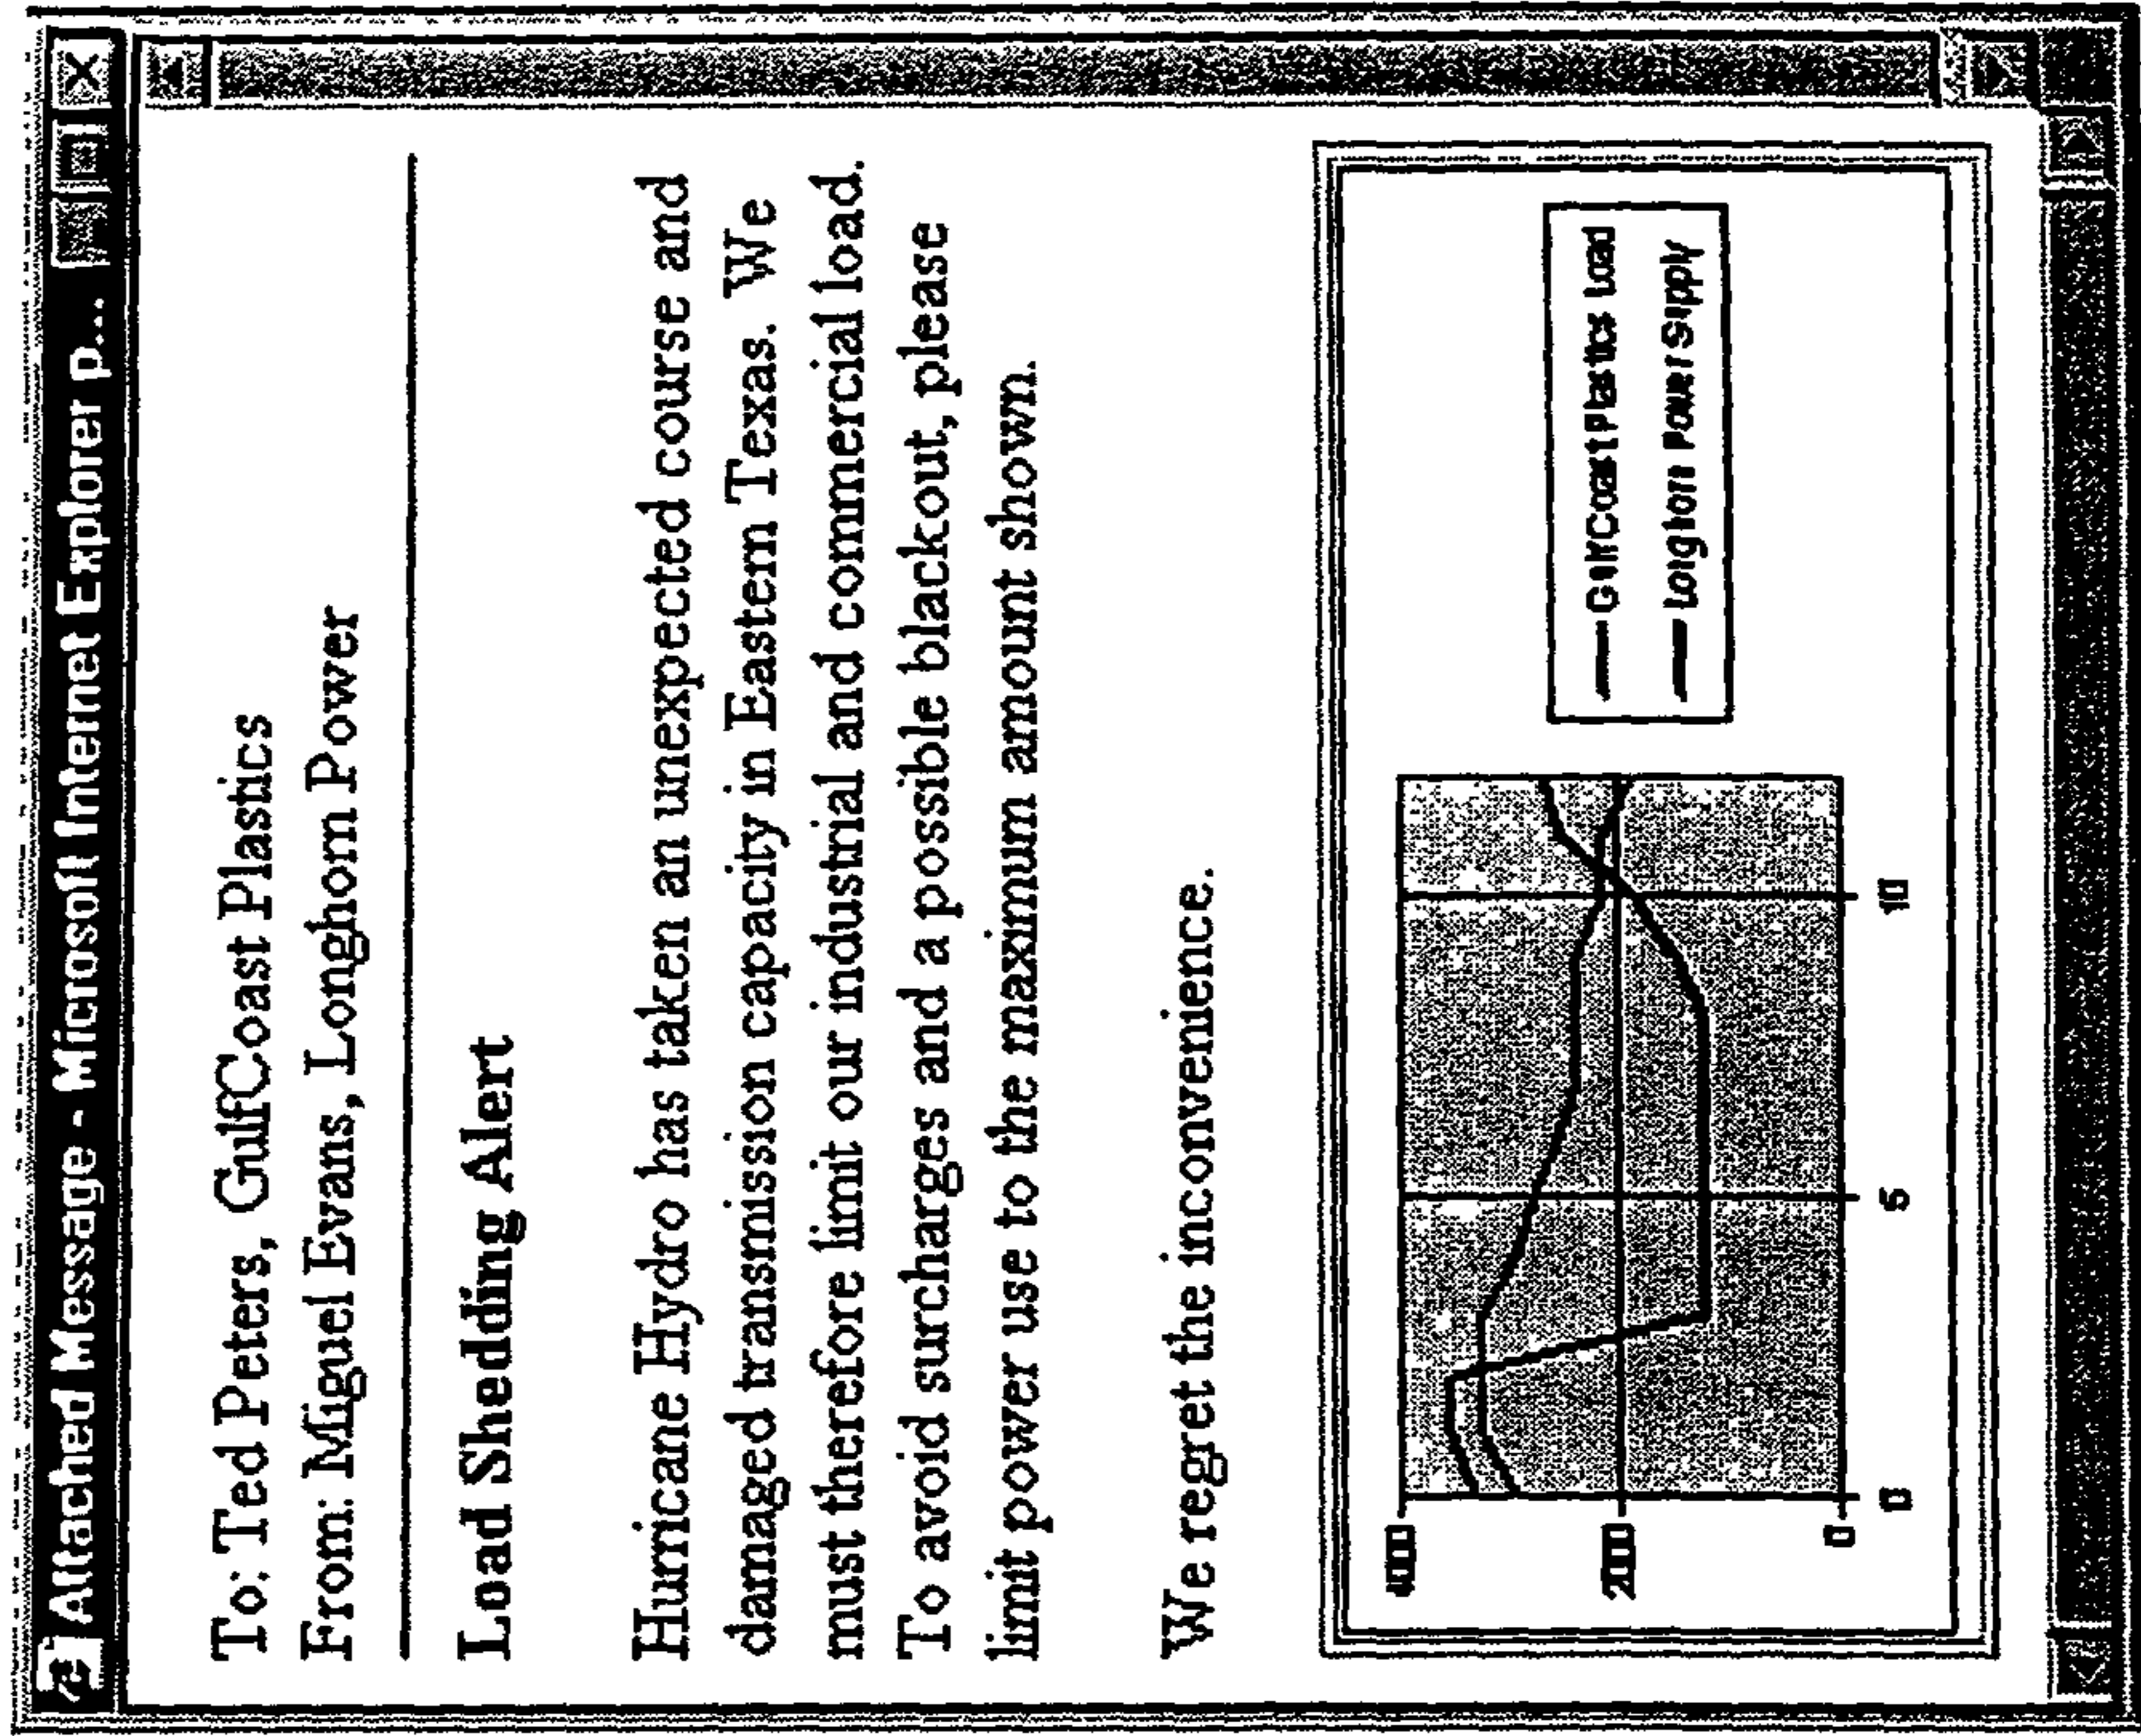 Attached Message - Microsoft Internet Explorer p...
To: Ted Peters, GulfCoast Plastics
From: Miguel Evans, Longhorn Power
Load Shedding Alert
Hurricane Hydro has taken an unexpected course and
damaged transmission capacity in Eastern Texas. We
must therefore limit our industrial and commercial load.
To avoid surcharges and a possible blackout, please
limit power use to the maximum amount shown.
We regret the inconvenience.
4000
2000
0
0
5
10
GulfCoast Plastics Load
Longhorn Power Supply